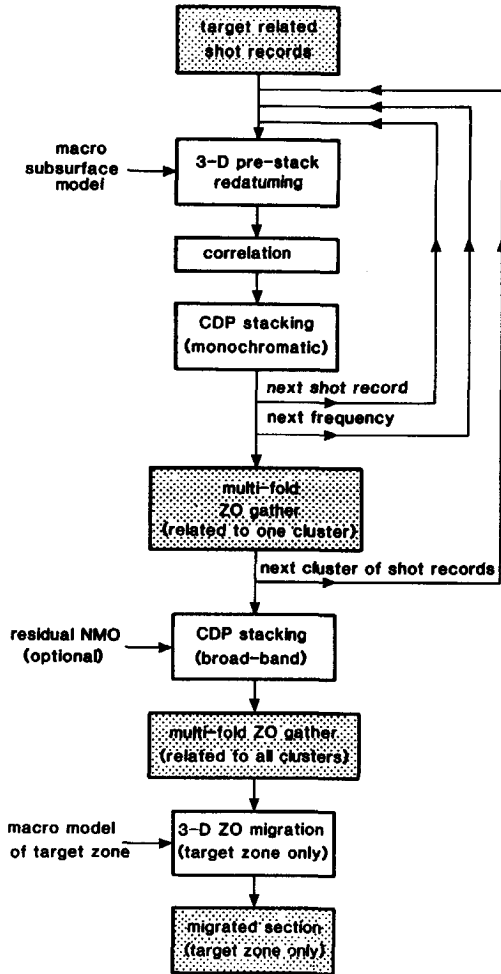 target related
shot records
macro
subsurface
model
3-D pre-stack
redatuming
correlation
CDP stacking
(monochromatic)
next shot record
next frequency
multi-fold
ZO gather
(related to one cluster)
next cluster of shot records
residual NMO
(optional)
CDP stacking
(broad-band)
multi-fold ZO gather
(related to all clusters)
macro model
of target zone
3-D ZO migration
(target zone only)
migrated section
(target zone only)